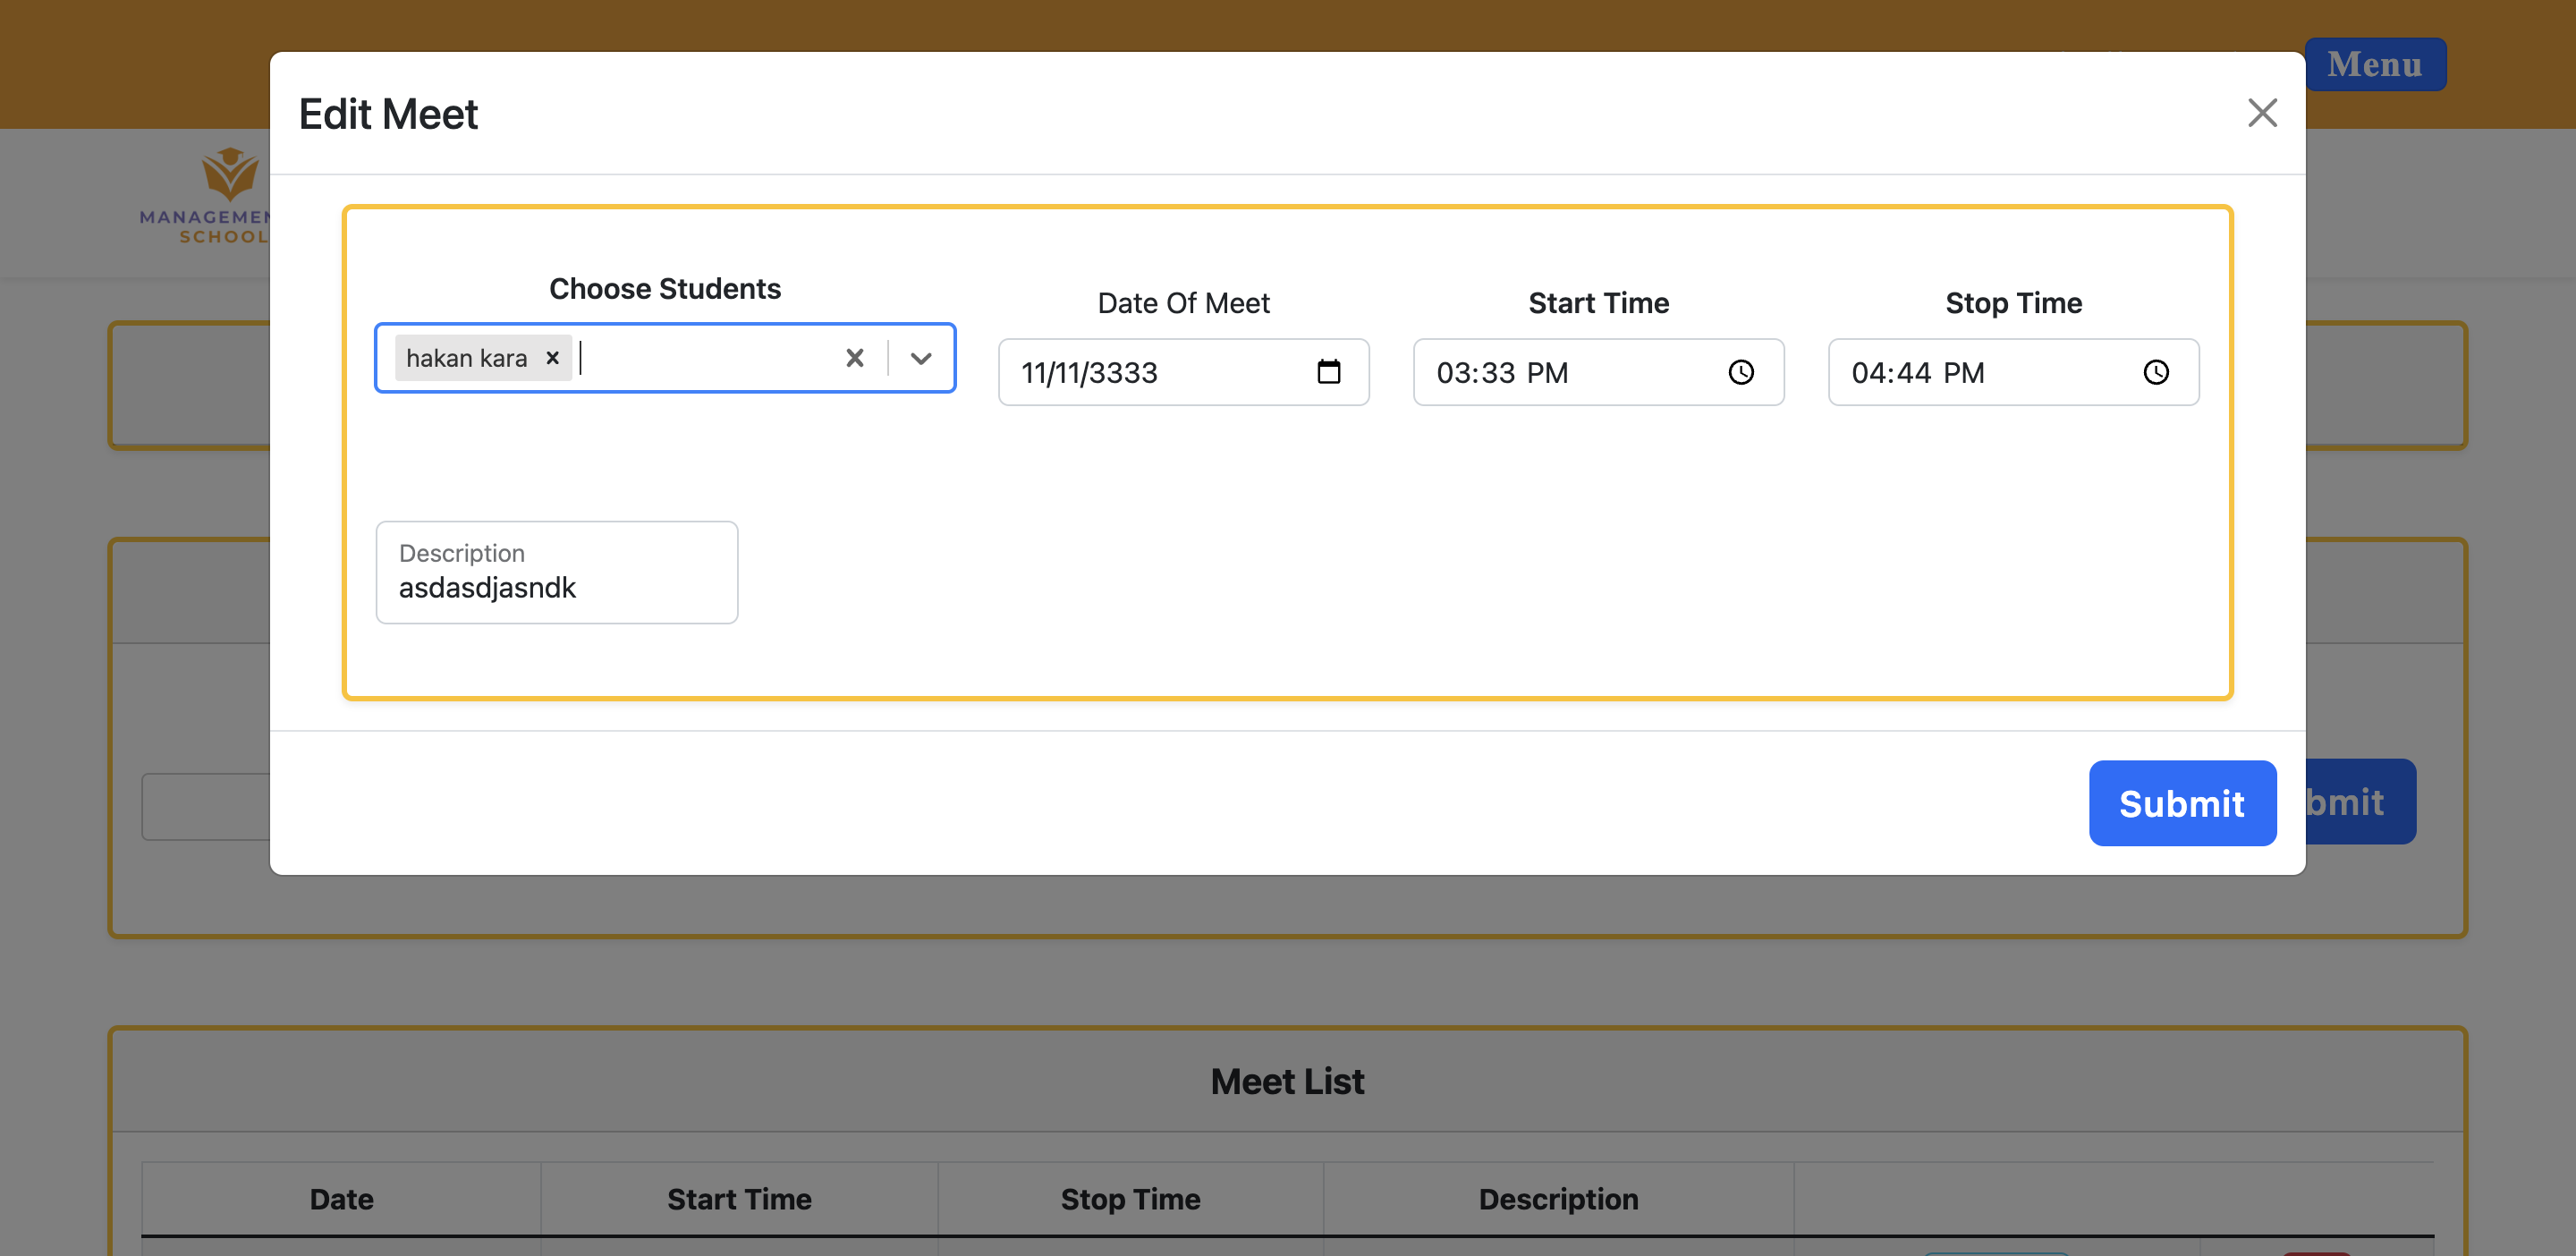 Menu
Edit Meet
MANAGEMEN
SCHOOL
Choose Students
Date Of Meet
Start Time
Stop Time
hakan kara
11/11/3333
03:33 PM
04:44 PM
Description
asdasdjasndk
Submit
bmit
Meet List
Date
Start Time
Stop Time
Description